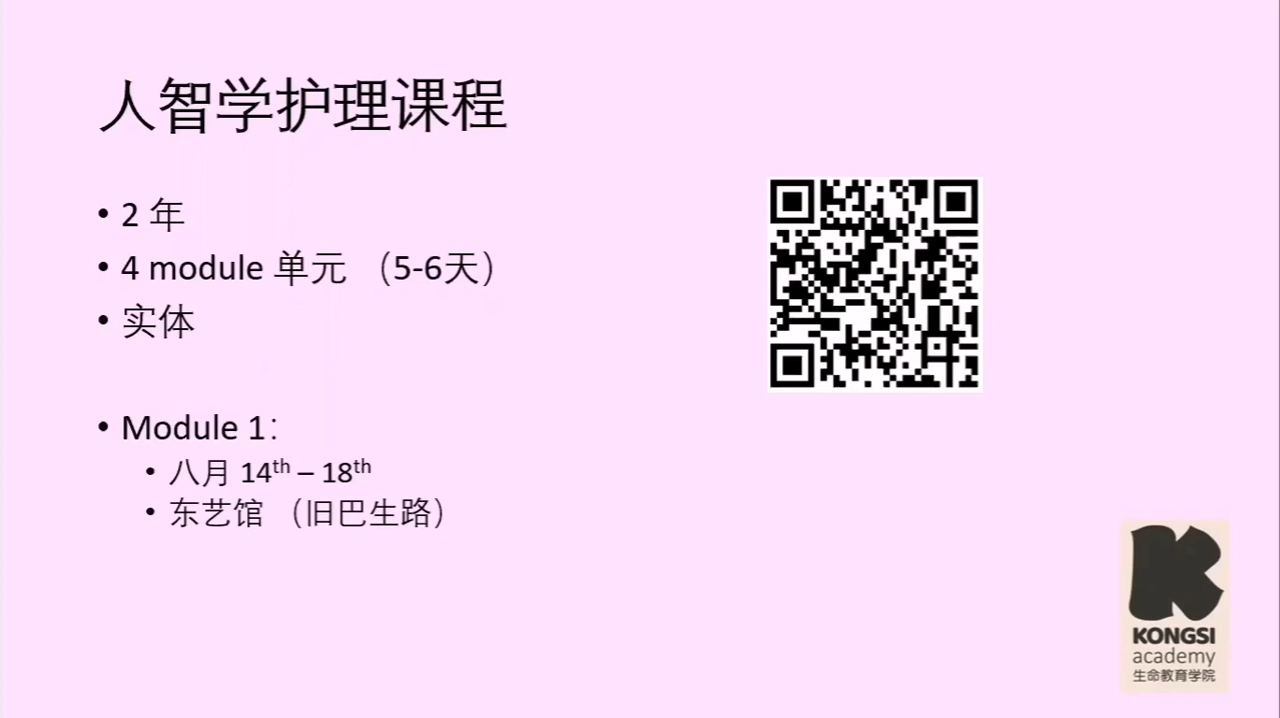 人智学护理课程
• 2 年
• 4 module 单元 （5-6天）
• 实体
• Module 1：
• 八月 14th – 18th
• 东艺馆 （旧巴生路）
KONGSI
academy
生命教育学院